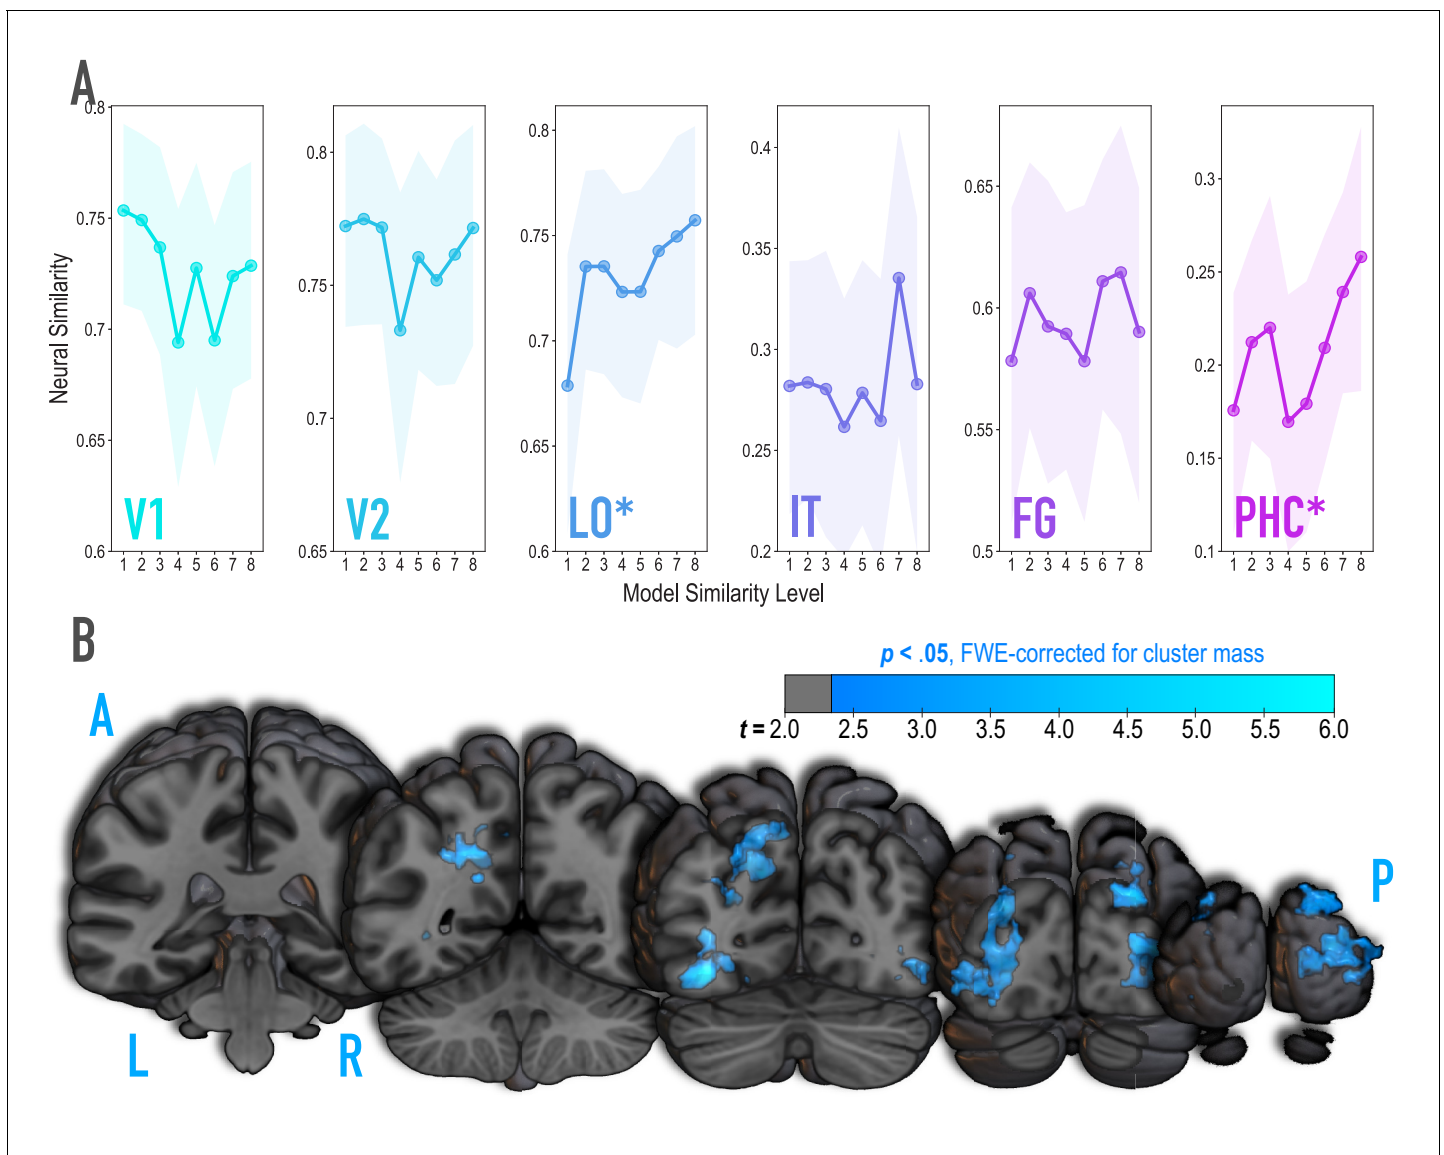 A
0.8
0.75
0.7
0.65
0.6
Neural Similarity
V1
1 2 3 4 5 6 7 8
0.8
0.75
0.7
0.65
V2
1 2 3 4 5 6 7 8
0.8
0.75
0.7
0.65
0.6
LO*
1 2 3 4 5 6 7 8
0.4
0.35
0.3
0.25
0.2
IT
1 2 3 4 5 6 7 8
0.65
0.6
0.55
0.5
FG
1 2 3 4 5 6 7 8
0.3
0.25
0.2
0.15
0.1
PHC*
1 2 3 4 5 6 7 8
Model Similarity Level
B
p < .05, FWE-corrected for cluster mass
t = 2.0 2.5 3.0 3.5 4.0 4.5 5.0 5.5 6.0
A
P
L
R